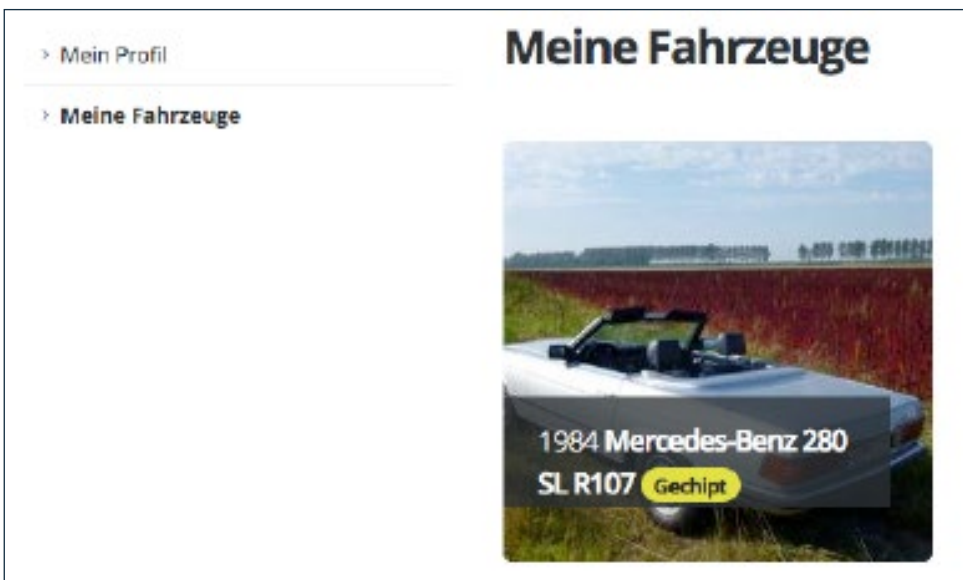 > Mein Profil
> Meine Fahrzeuge
Meine Fahrzeuge
1984 Mercedes-Benz 280
SL R107 Gechipt